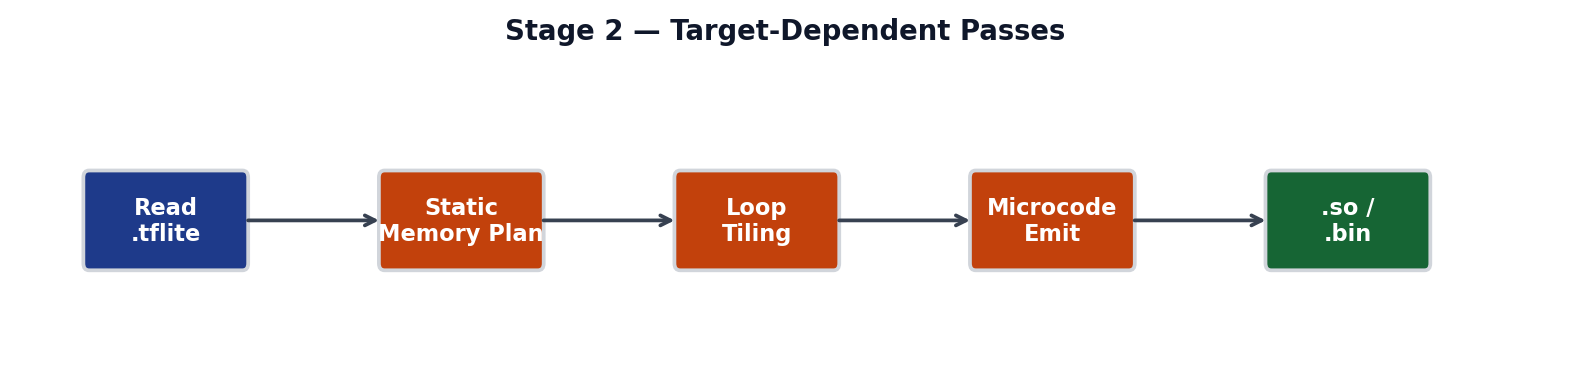 Stage 2 — Target-Dependent Passes
Read
.tflite
Static
Memory Plan
Loop
Tiling
Microcode
Emit
.so /
.bin